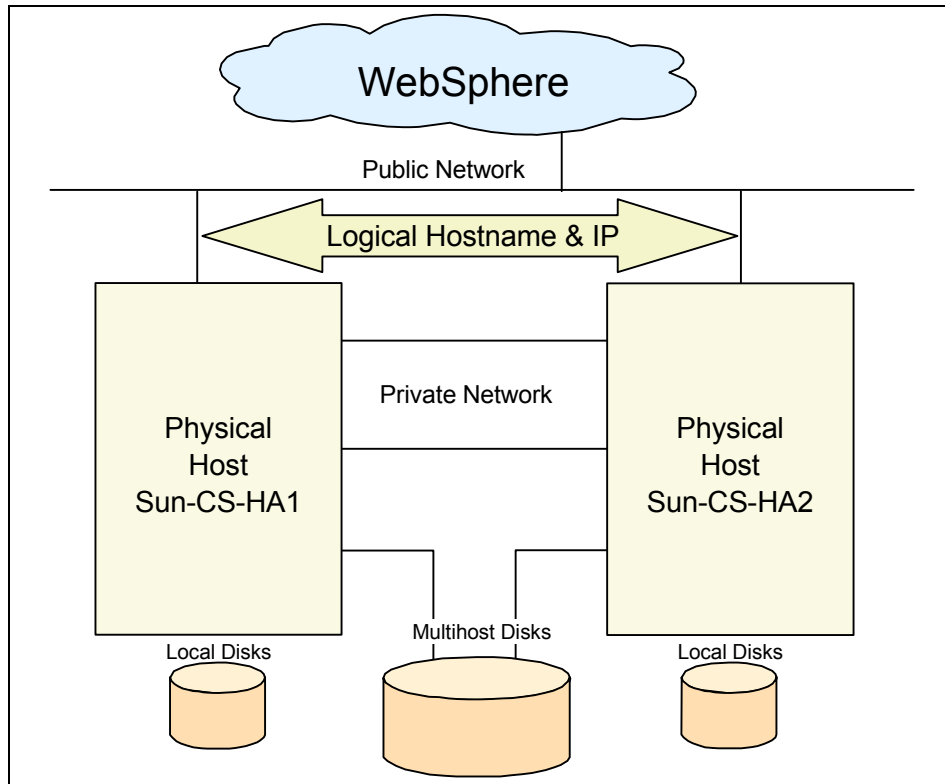 WebSphere
Public Network
Logical Hostname & IP
Private Network
Physical
Host
Sun-CS-HA1
Physical
Host
Sun-CS-HA2
Multihost Disks
Local Disks
Local Disks